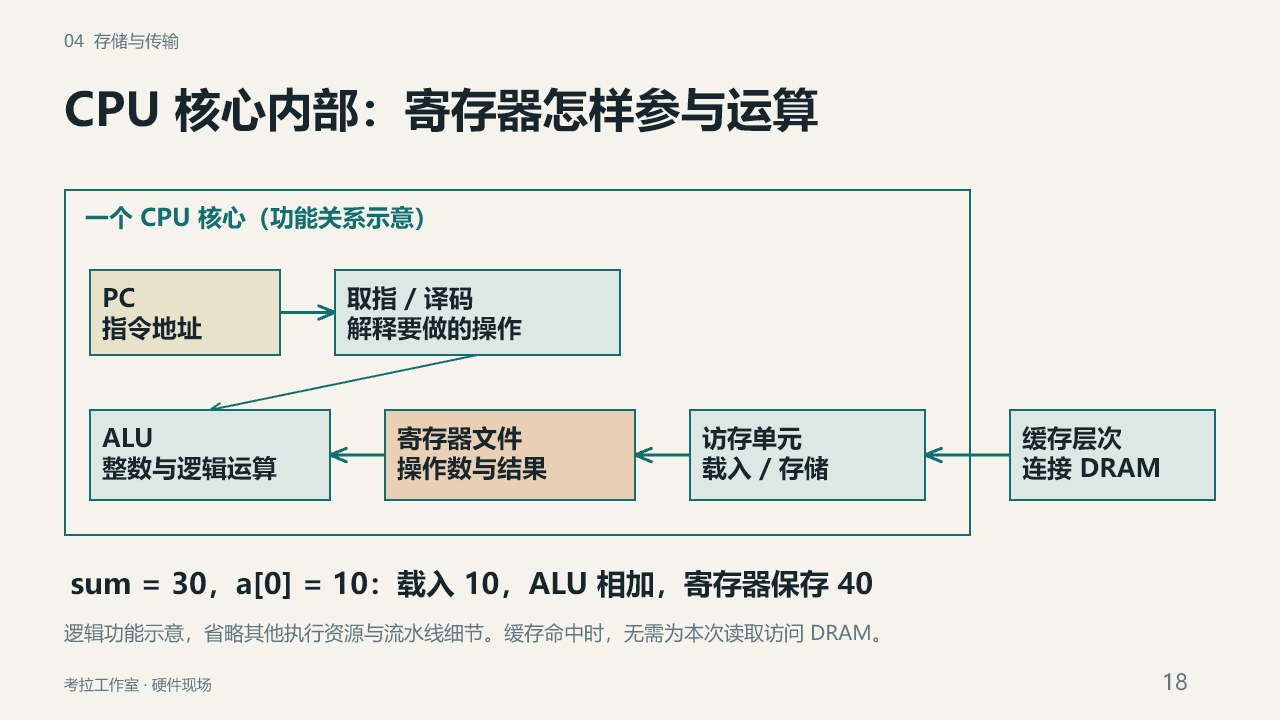 04 存储与传输
CPU 核心内部：寄存器怎样参与运算
一个 CPU 核心（功能关系示意）
PC
指令地址
取指 / 译码
解释要做的操作
ALU
整数与逻辑运算
寄存器文件
操作数与结果
访存单元
载入 / 存储
缓存层次
连接 DRAM
sum = 30，a[0] = 10：载入 10，ALU 相加，寄存器保存 40
逻辑功能示意，省略其他执行资源与流水线细节。缓存命中时，无需为本次读取访问 DRAM。
考拉工作室 · 硬件现场
18